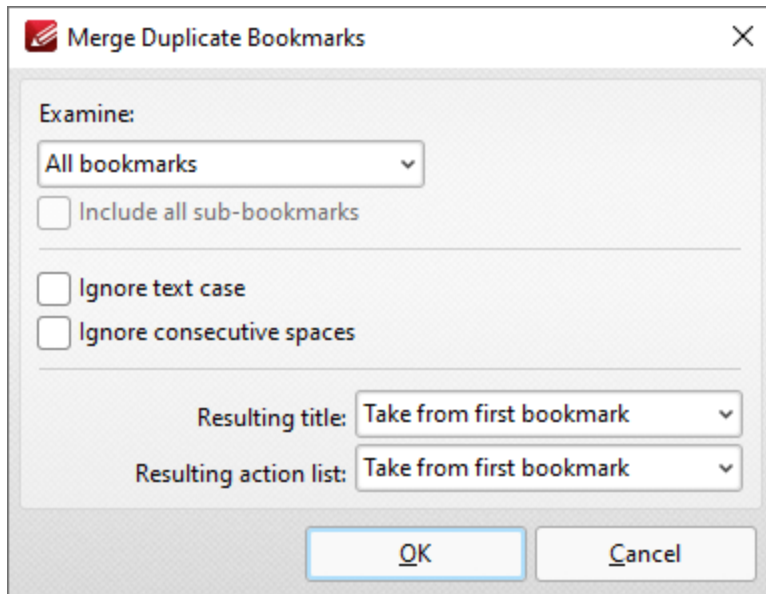 Merge Duplicate Bookmarks
Examine:
All bookmarks
Include all sub-bookmarks
Ignore text case
Ignore consecutive spaces
Resulting title: Take from first bookmark
Resulting action list: Take from first bookmark
OK Cancel